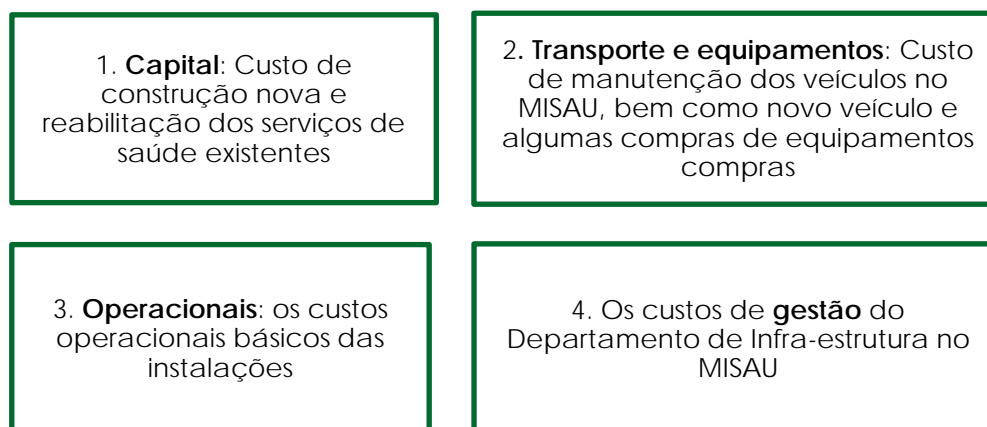 1. Capital: Custo de
construção nova e
reabilitação dos serviços de
saúde existentes
2. Transporte e equipamentos: Custo
de manutenção dos veículos no
MISAU, bem como novo veículo e
algumas compras de equipamentos
compras
3. Operacionais: os custos
operacionais básicos das
instalações
4. Os custos de gestão do
Departamento de Infra-estrutura no
MISAU